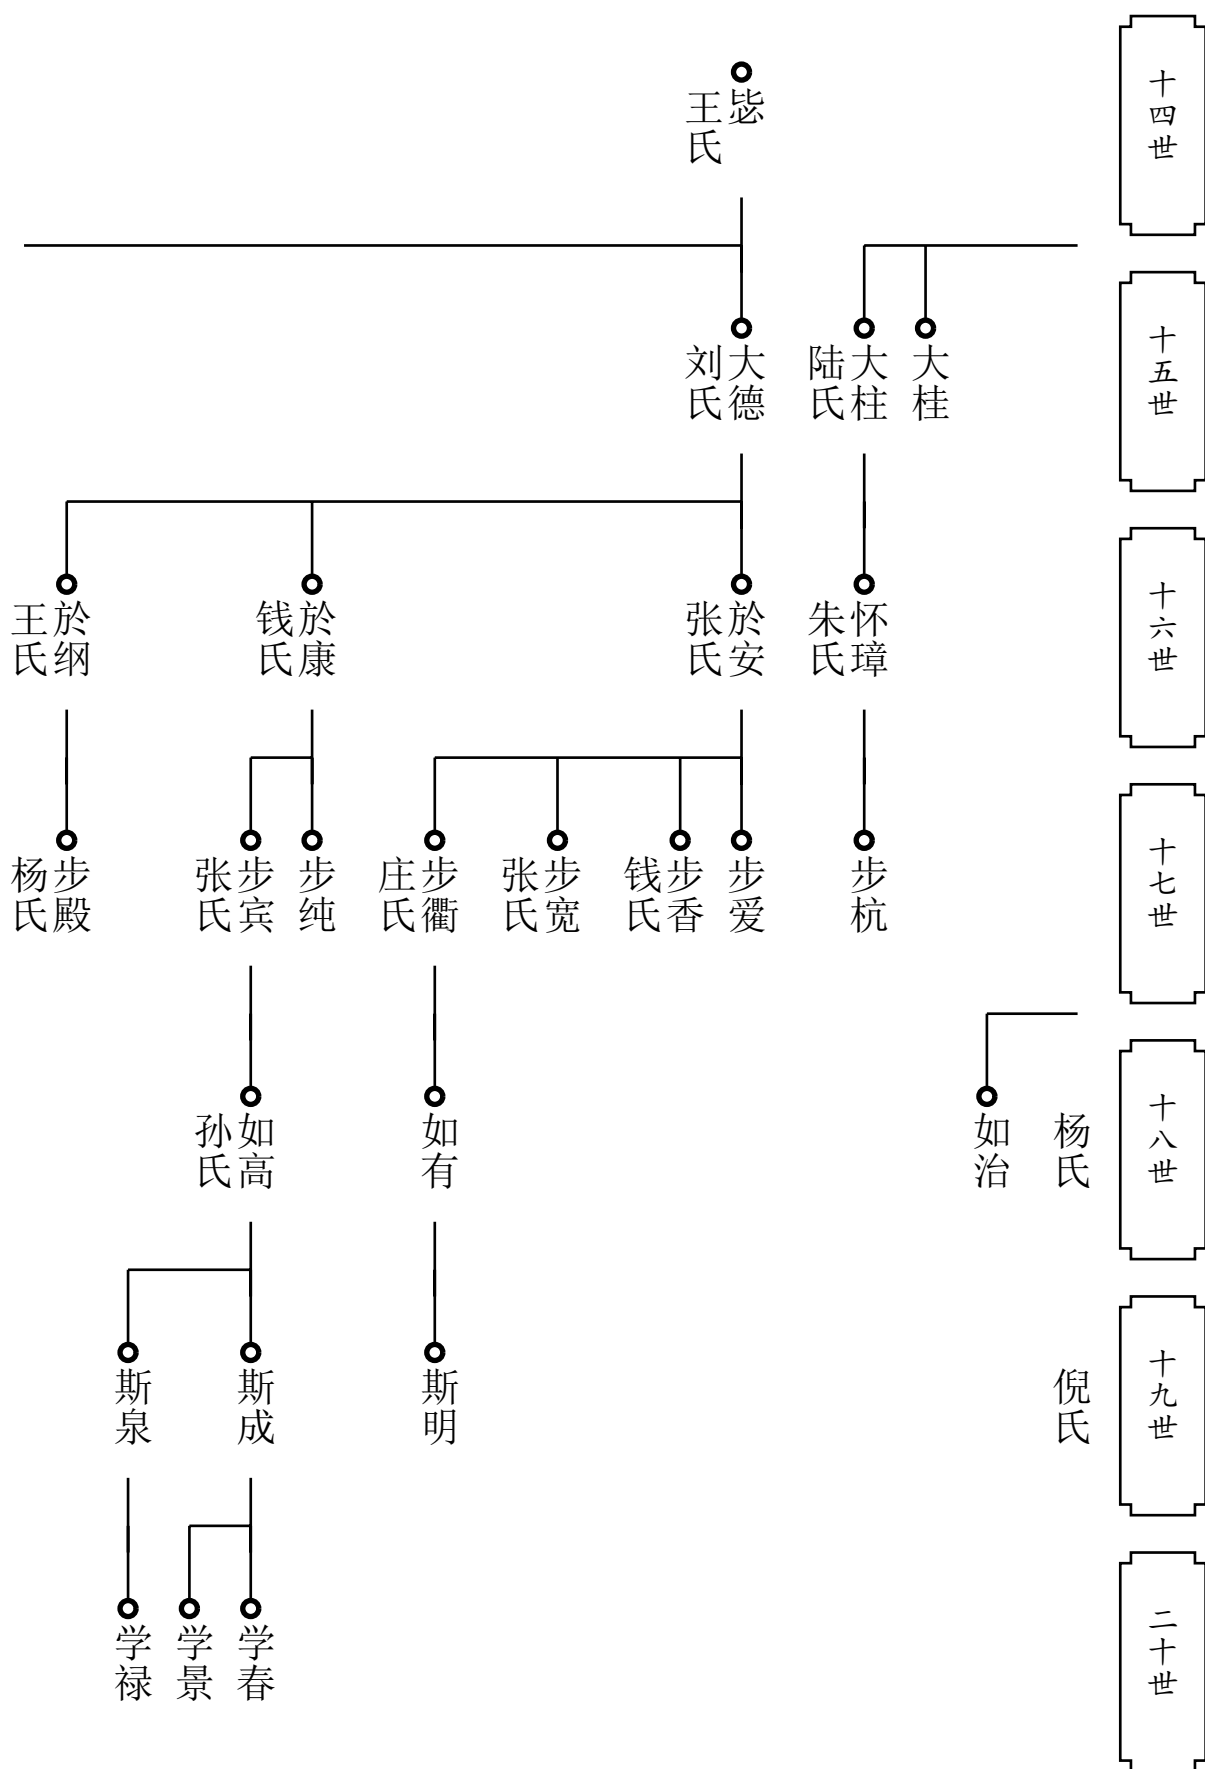 十四世
毖
王氏
十五世
大桂
大柱
陆氏
大德
刘氏
十六世
怀璋
朱氏
於安
张氏
於康
钱氏
於纲
王氏
十七世
步杭
步爱
步香
钱氏
步宽
张氏
步衢
庄氏
步纯
步宾
张氏
步殿
杨氏
十八世
杨氏
如治
如有
如高
孙氏
十九世
倪氏
斯明
斯成
斯泉
二十世
学春
学景
学禄